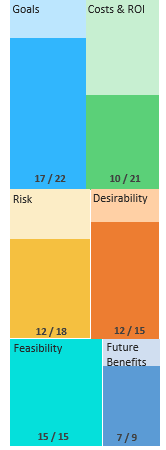 Goals
Costs & ROI
17 / 22
10 / 21
Risk
Desirability
12 / 18
12 / 15
Feasibility
Future
Benefits
15 / 15
7 / 9